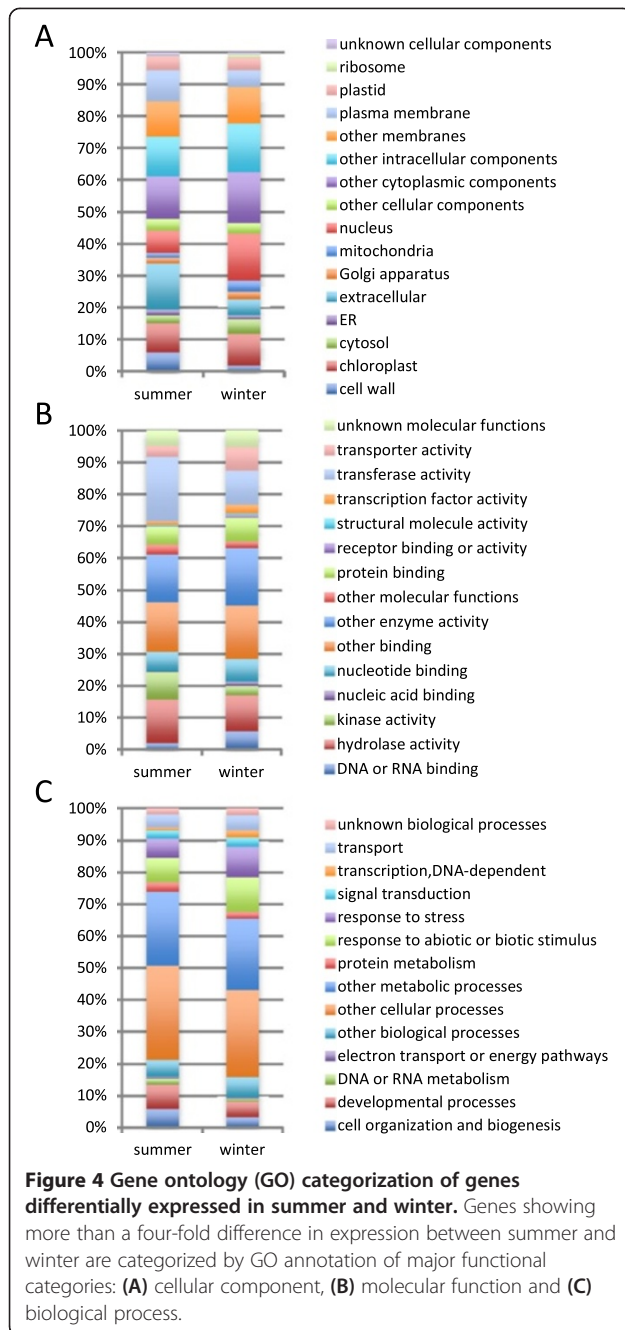 A
100%
90%
80%
70%
60%
50%
40%
30%
20%
10%
0%
summer winter
unknown cellular components
ribosome
plastid
plasma membrane
other membranes
other intracellular components
other cytoplasmic components
other cellular components
nucleus
mitochondria
Golgi apparatus
extracellular
ER
cytosol
chloroplast
cell wall
B
100%
90%
80%
70%
60%
50%
40%
30%
20%
10%
0%
summer winter
unknown molecular functions
transporter activity
transferase activity
transcription factor activity
structural molecule activity
receptor binding or activity
protein binding
other molecular functions
other enzyme activity
other binding
nucleotide binding
nucleic acid binding
kinase activity
hydrolase activity
DNA or RNA binding
C
100%
90%
80%
70%
60%
50%
40%
30%
20%
10%
0%
summer winter
unknown biological processes
transport
transcription,DNA-dependent
signal transduction
response to stress
response to abiotic or biotic stimulus
protein metabolism
other metabolic processes
other cellular processes
other biological processes
electron transport or energy pathways
DNA or RNA metabolism
developmental processes
cell organization and biogenesis
Figure 4 Gene ontology (GO) categorization of genes
differentially expressed in summer and winter. Genes showing
more than a four-fold difference in expression between summer and
winter are categorized by GO annotation of major functional
categories: (A) cellular component, (B) molecular function and (C)
biological process.